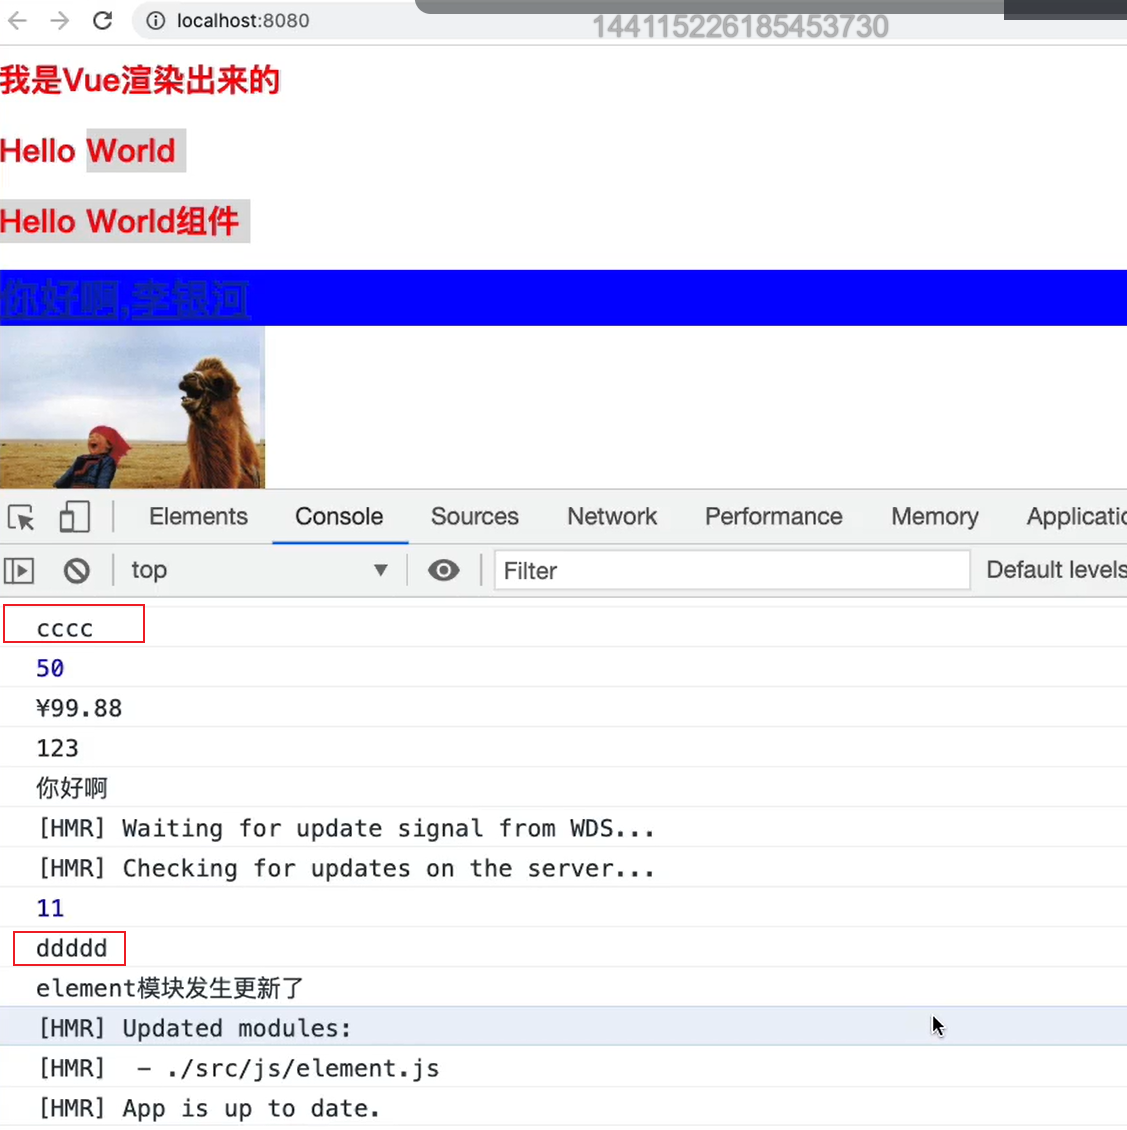 localhost:8080
144115226185453730
我是Vue渲染出来的
Hello World
Hello World组件
你好啊,李银河
Elements Console Sources Network Performance Memory Applicatic
top Filter Default levels
cccc
50
¥99.88
123
你好啊
[HMR] Waiting for update signal from WDS...
[HMR] Checking for updates on the server...
11
ddddd
element模块发生更新了
[HMR] Updated modules:
[HMR]  - ./src/js/element.js
[HMR] App is up to date.